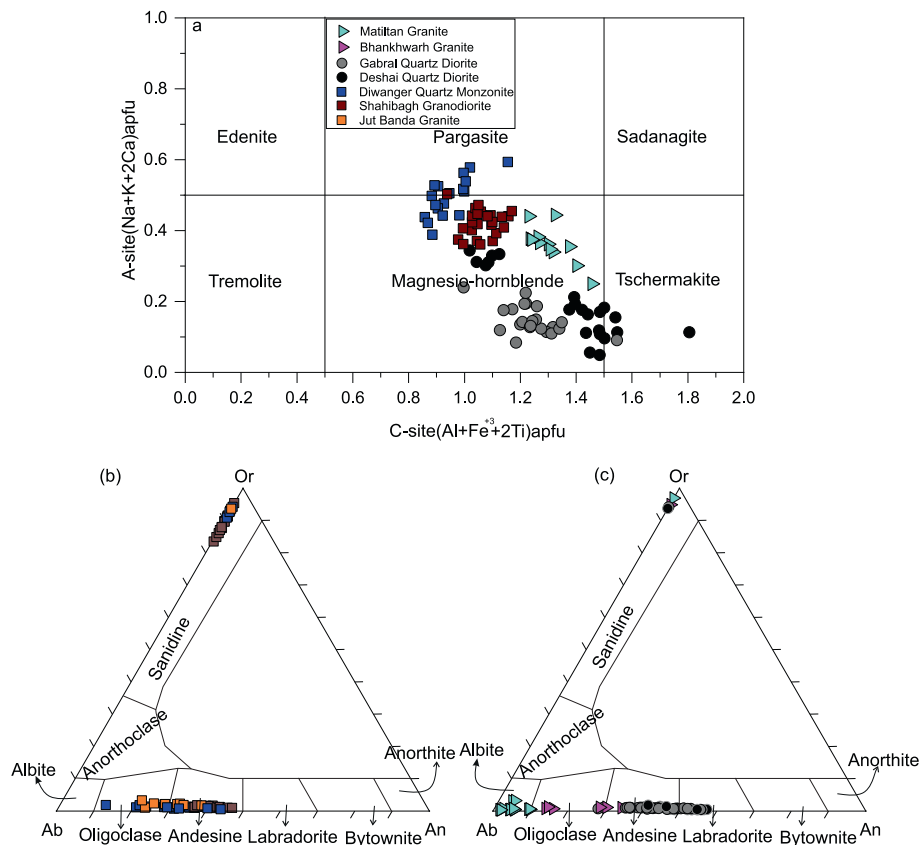 a
1.0
0.8
0.6
0.4
0.2
0.0
A-site(Na+K+2Ca)apfu
Matiltan Granite
Bhankhwarh Granite
Gabral Quartz Diorite
Deshai Quartz Diorite
Diwanger Quartz Monzonite
Shahibagh Granodiorite
Jut Banda Granite
Edenite
Pargasite
Sadanagite
Tremolite
Magnesio-hornblende
Tschermakite
0.0 0.2 0.4 0.6 0.8 1.0 1.2 1.4 1.6 1.8 2.0
C-site(Al+Fe+3+2Ti)apfu
(b)
Or
Sanidine
Anorthoclase
Albite
Anorthite
Ab
An
Oligoclase
Andesine
Labradorite
Bytownite
(c)
Or
Sanidine
Anorthoclase
Albite
Anorthite
Ab
An
Oligoclase
Andesine
Labradorite
Bytownite